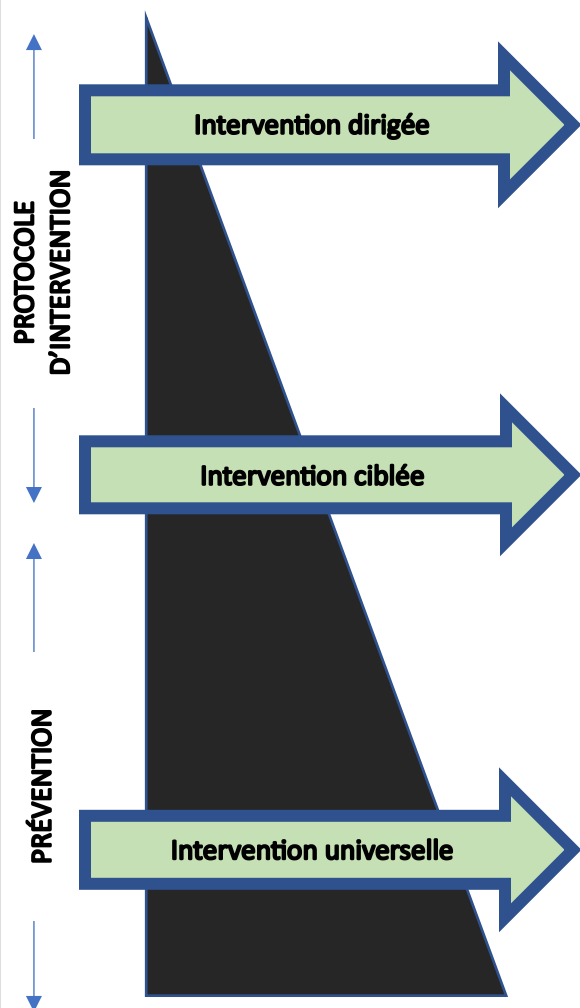 Intervention dirigée
PROTOCOLE
D’INTERVENTION
Intervention ciblée
PRÉVENTION
Intervention universelle